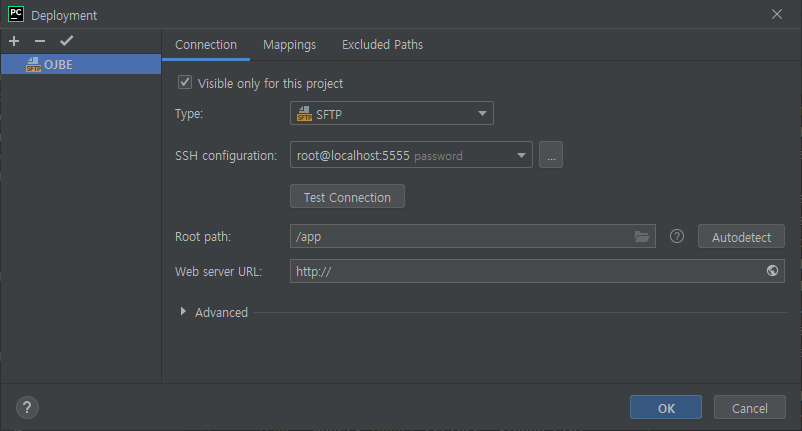 PC Deployment
OJBE
SFTP
Connection Mappings Excluded Paths
Visible only for this project
Type: SFTP SFTP
SSH configuration: root@localhost:5555 password ...
Test Connection
Root path: /app ? Autodetect
Web server URL: http://
Advanced
? OK Cancel